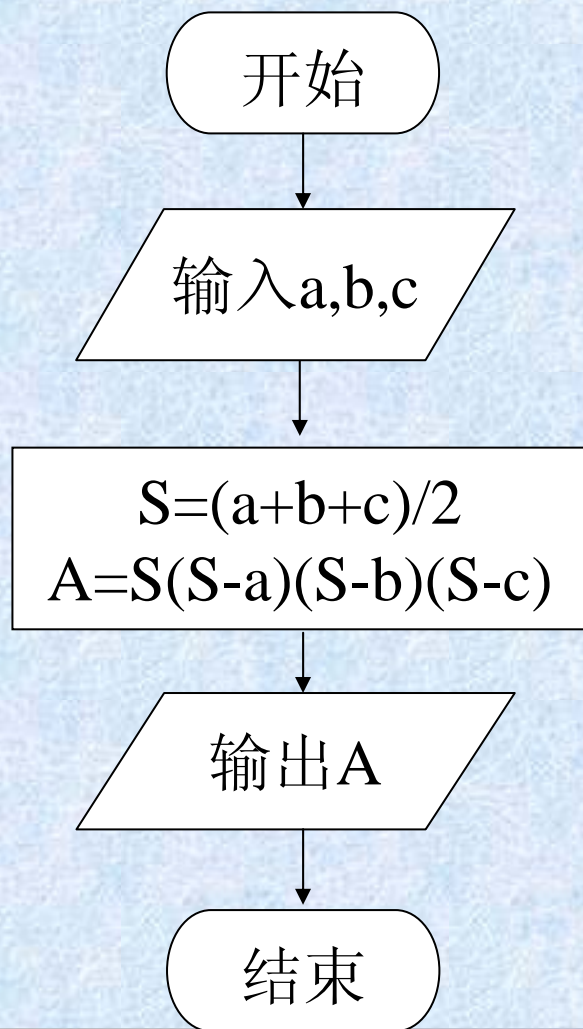 开始
输入a,b,c
S=(a+b+c)/2
A=S(S-a)(S-b)(S-c)
输出A
结束